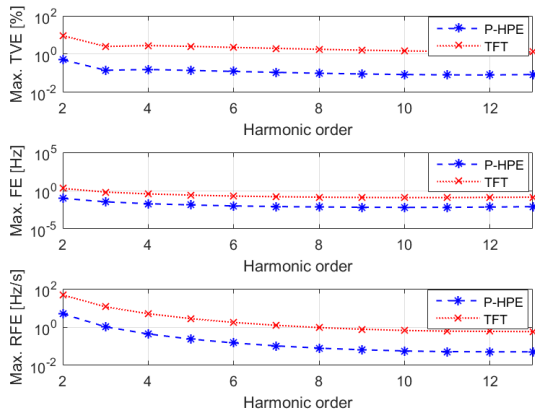 Max. TVE [%]
10^2
10^0
10^-2
P-HPE
TFT
2 4 6 8 10 12
Harmonic order
Max. FE [Hz]
10^5
10^0
10^-5
P-HPE
TFT
2 4 6 8 10 12
Harmonic order
Max. RFE [Hz/s]
10^2
10^0
10^-2
P-HPE
TFT
2 4 6 8 10 12
Harmonic order